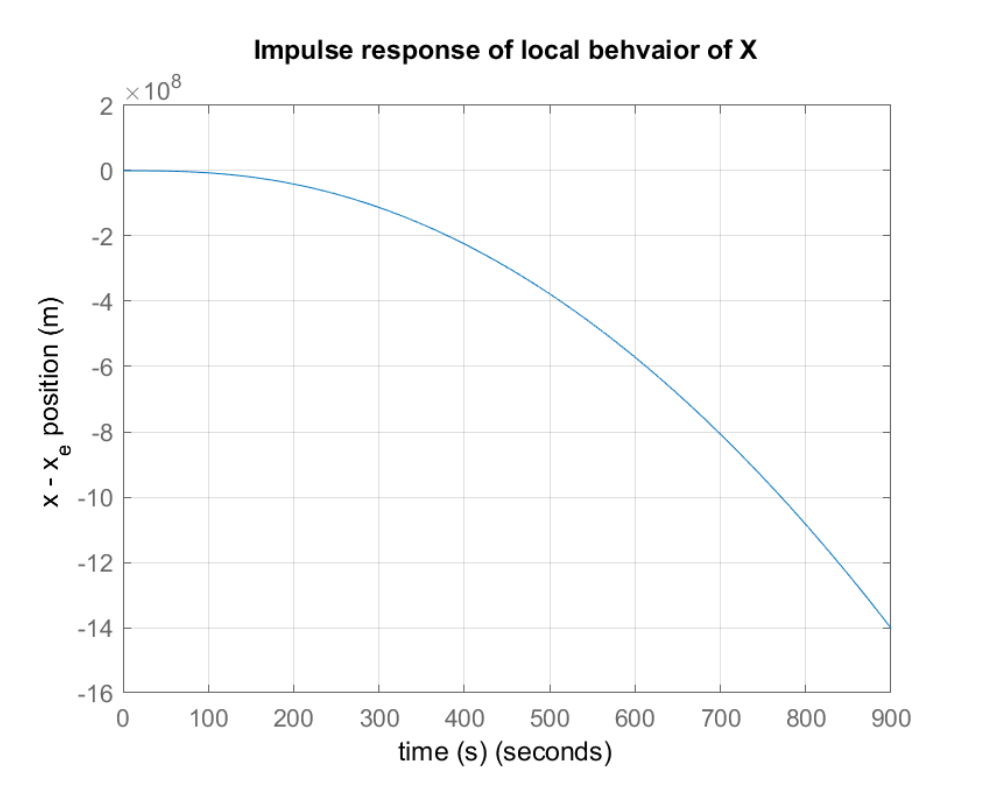 Impulse response of local behvaior of X
×10^8
2
0
-2
-4
-6
-8
-10
-12
-14
-16
x - x_e position (m)
0 100 200 300 400 500 600 700 800 900
time (s) (seconds)